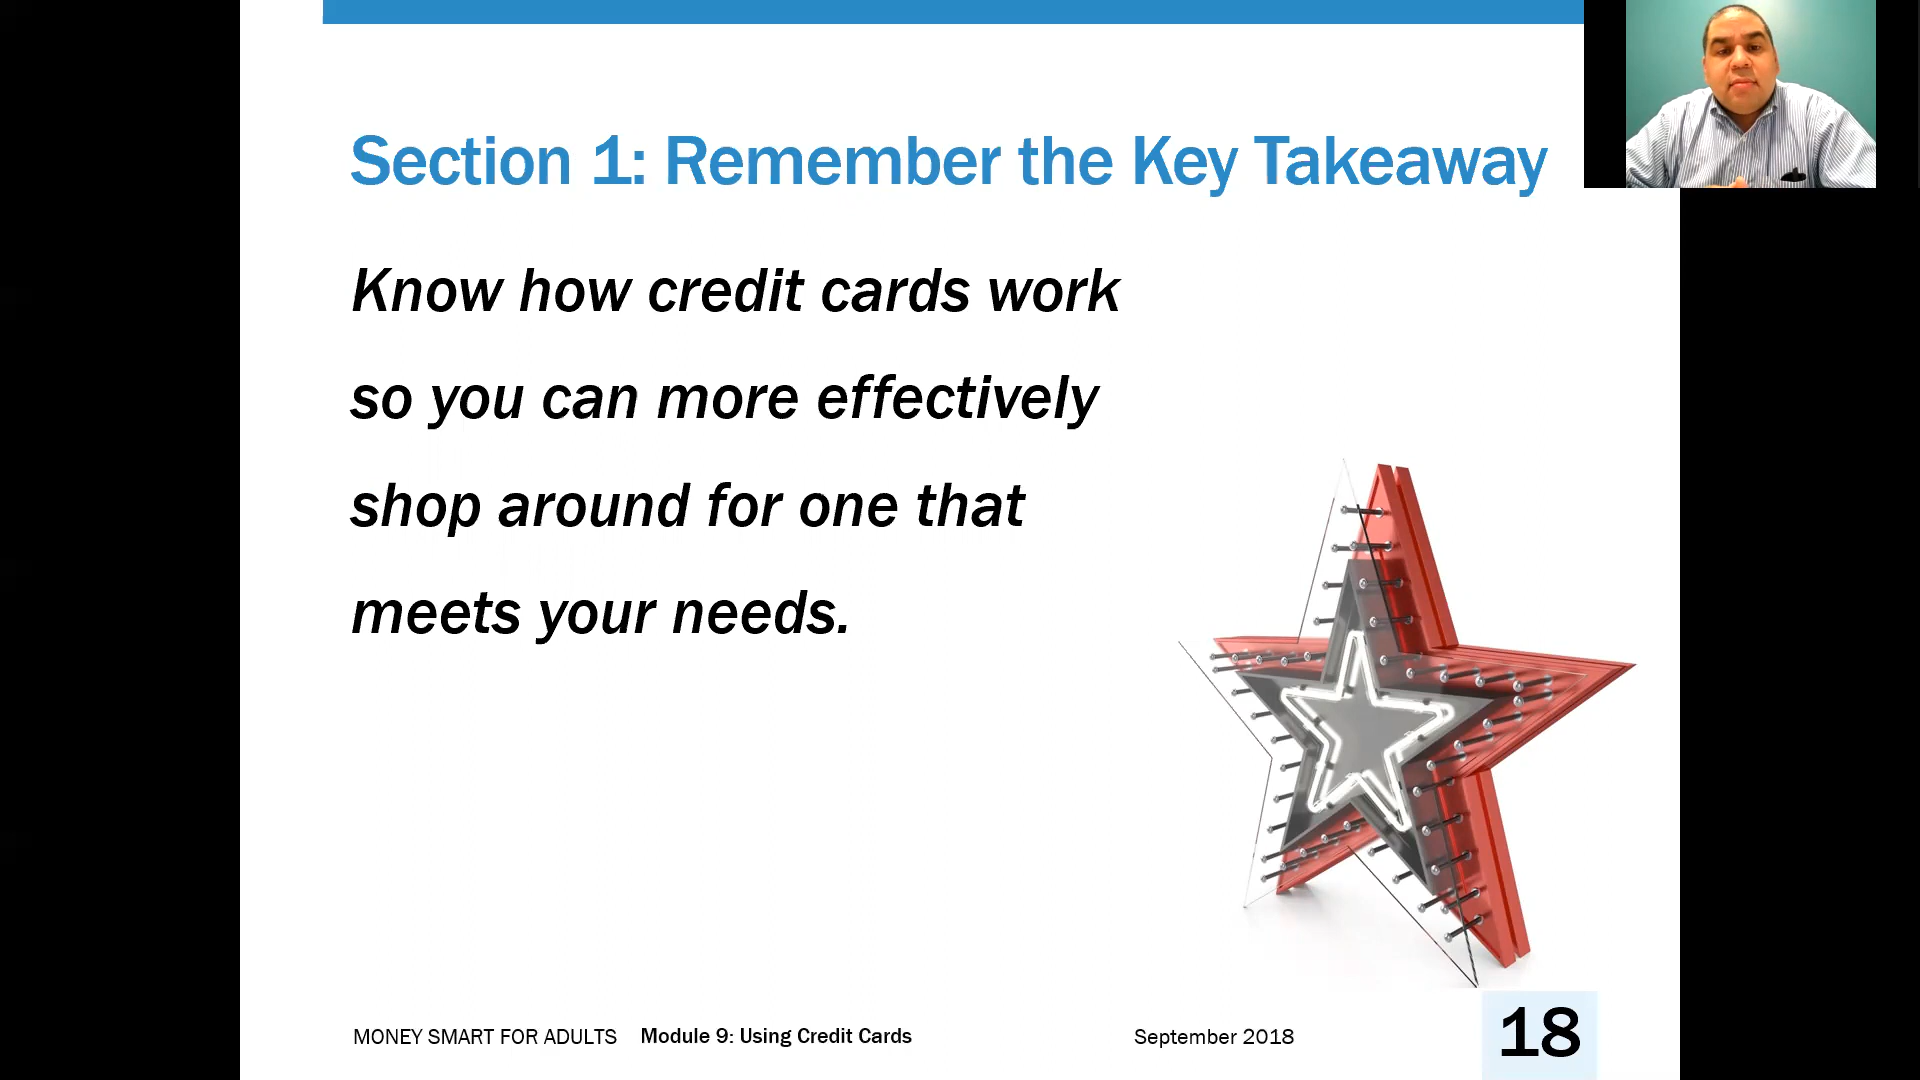 Section 1: Remember the Key Takeaway
Know how credit cards work
so you can more effectively
shop around for one that
meets your needs.
MONEY SMART FOR ADULTS Module 9: Using Credit Cards September 2018 18